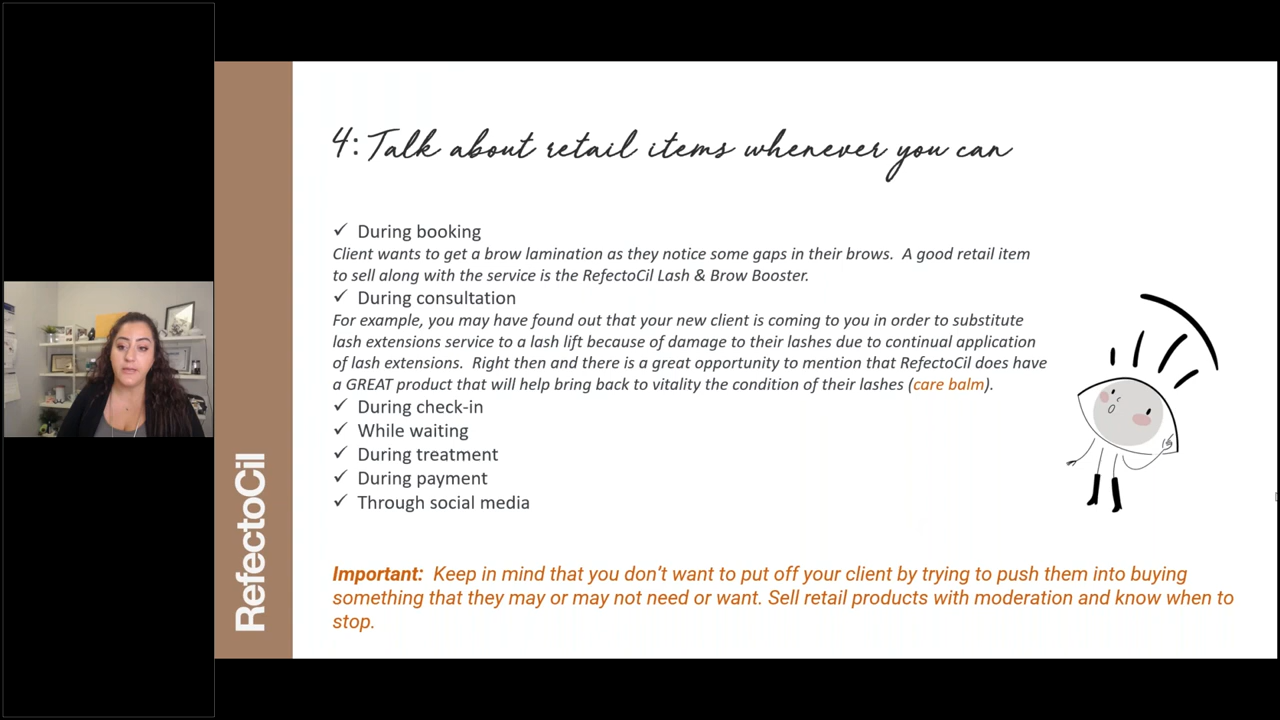 4: Talk about retail items whenever you can
✓ During booking
Client wants to get a brow lamination as they notice some gaps in their brows.  A good retail item
to sell along with the service is the RefectoCil Lash & Brow Booster.
✓ During consultation
For example, you may have found out that your new client is coming to you in order to substitute
lash extensions service to a lash lift because of damage to their lashes due to continual application
of lash extensions.  Right then and there is a great opportunity to mention that RefectoCil does have
a GREAT product that will help bring back to vitality the condition of their lashes (care balm).
✓ During check-in
✓ While waiting
✓ During treatment
✓ During payment
✓ Through social media
Important:  Keep in mind that you don’t want to put off your client by trying to push them into buying
something that they may or may not need or want. Sell retail products with moderation and know when to
stop.
RefectoCil